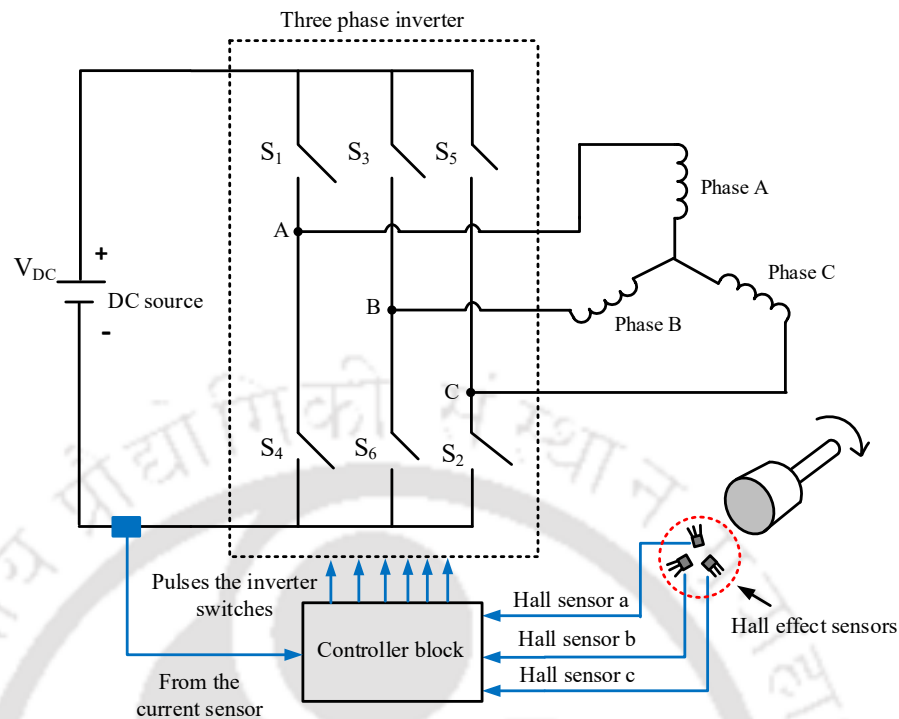 Three phase inverter
S1
S3
S5
Phase A
A
+
VDC
DC source
-
Phase C
B
Phase B
C
S4
S6
S2
Pulses the inverter
switches
Hall sensor a
Hall sensor b
Hall sensor c
Hall effect sensors
Controller block
From the
current sensor